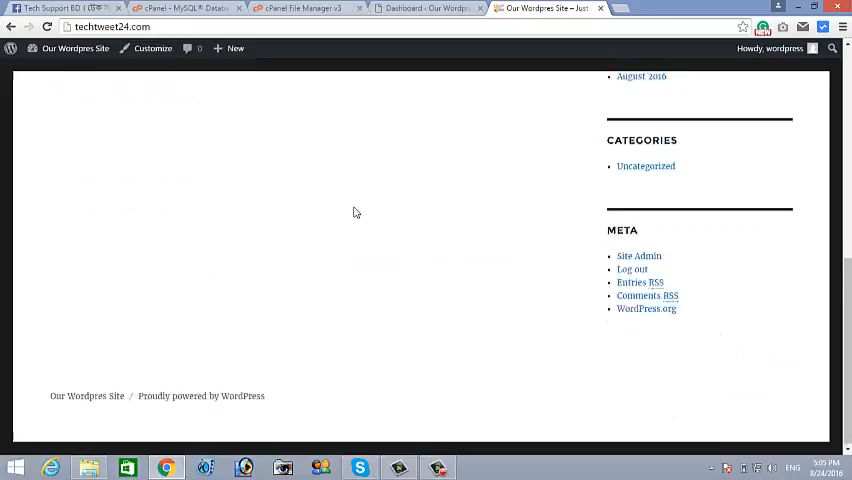 Tech Support BD
cPanel - MySQL® Datab
cPanel File Manager v3
Dashboard ‹ Our Wordpr
Our Wordpres Site – Just
techtweet24.com
NEW
Our Wordpres Site
Customize
0
New
Howdy, wordpress
August 2016
CATEGORIES
Uncategorized
META
Site Admin
Log out
Entries RSS
Comments RSS
WordPress.org
Our Wordpres Site / Proudly powered by WordPress
ENG
5:05 PM
8/24/2016